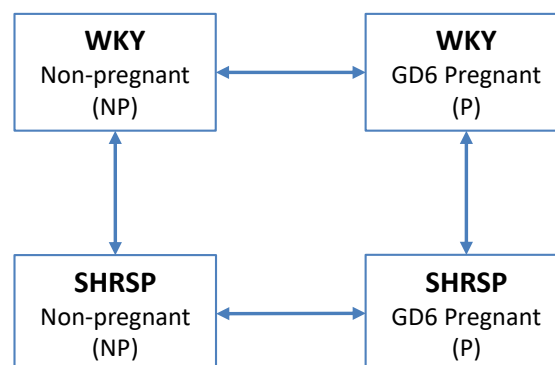 WKY
Non-pregnant
(NP)
WKY
GD6 Pregnant
(P)
SHRSP
Non-pregnant
(NP)
SHRSP
GD6 Pregnant
(P)